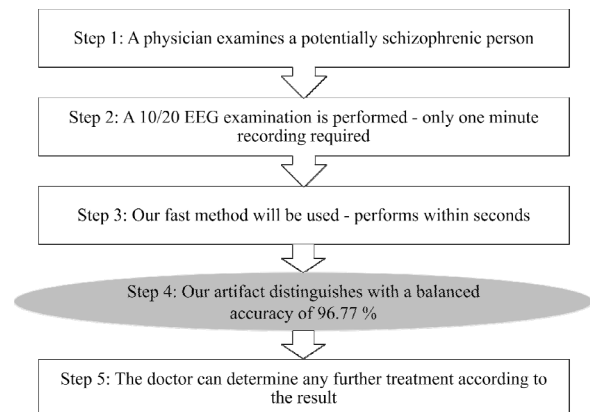 Step 1: A physician examines a potentially schizophrenic person
Step 2: A 10/20 EEG examination is performed - only one minute
recording required
Step 3: Our fast method will be used - performs within seconds
Step 4: Our artifact distinguishes with a balanced
accuracy of 96.77 %
Step 5: The doctor can determine any further treatment according to
the result